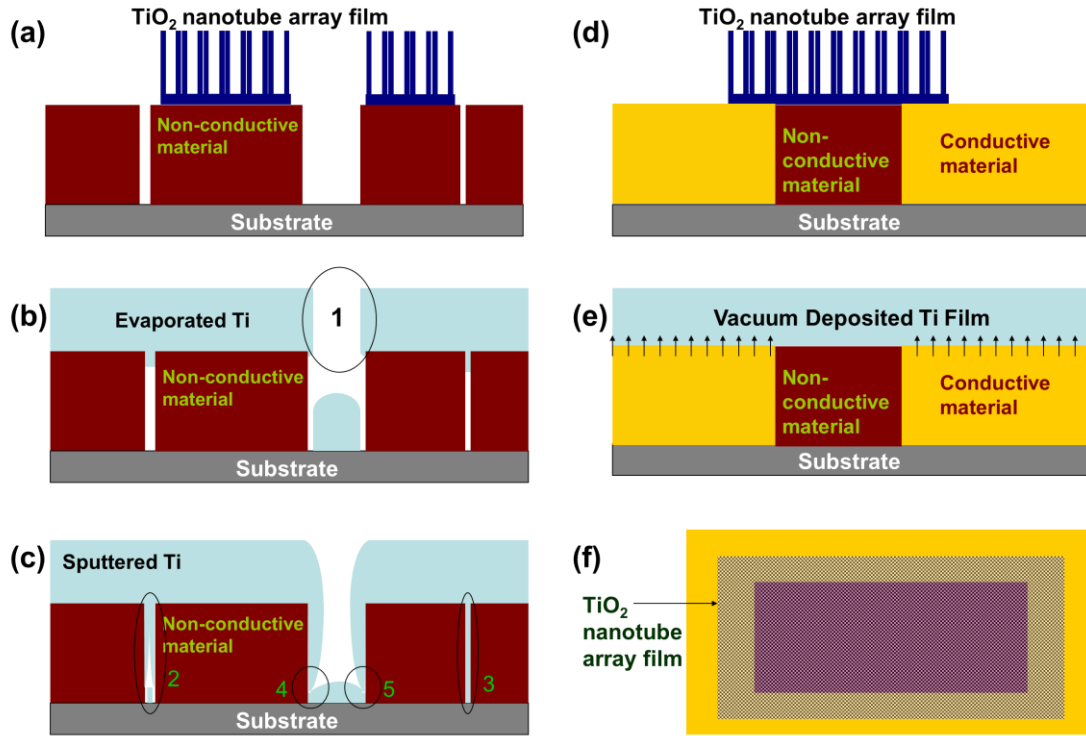 (a)
TiO₂ nanotube array film
Non-conductive
material
Substrate
(b)
Evaporated Ti
1
Non-conductive
material
Substrate
(c)
Sputtered Ti
Non-conductive
material
2
4
5
3
Substrate
(d)
TiO₂ nanotube array film
Non-
conductive
material
Conductive
material
Substrate
(e)
Vacuum Deposited Ti Film
Non-
conductive
material
Conductive
material
Substrate
(f)
TiO₂
nanotube
array film